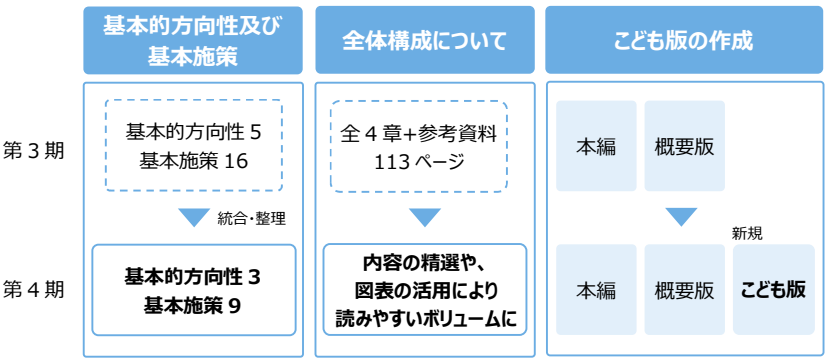 基本的方向性及び
基本施策
全体構成について
こども版の作成
第３期
基本的方向性 5
基本施策 16
全４章+参考資料
113 ページ
本編
概要版
統合・整理
新規
第４期
基本的方向性 3
基本施策 9
内容の精選や、
図表の活用により
読みやすいボリュームに
本編
概要版
こども版